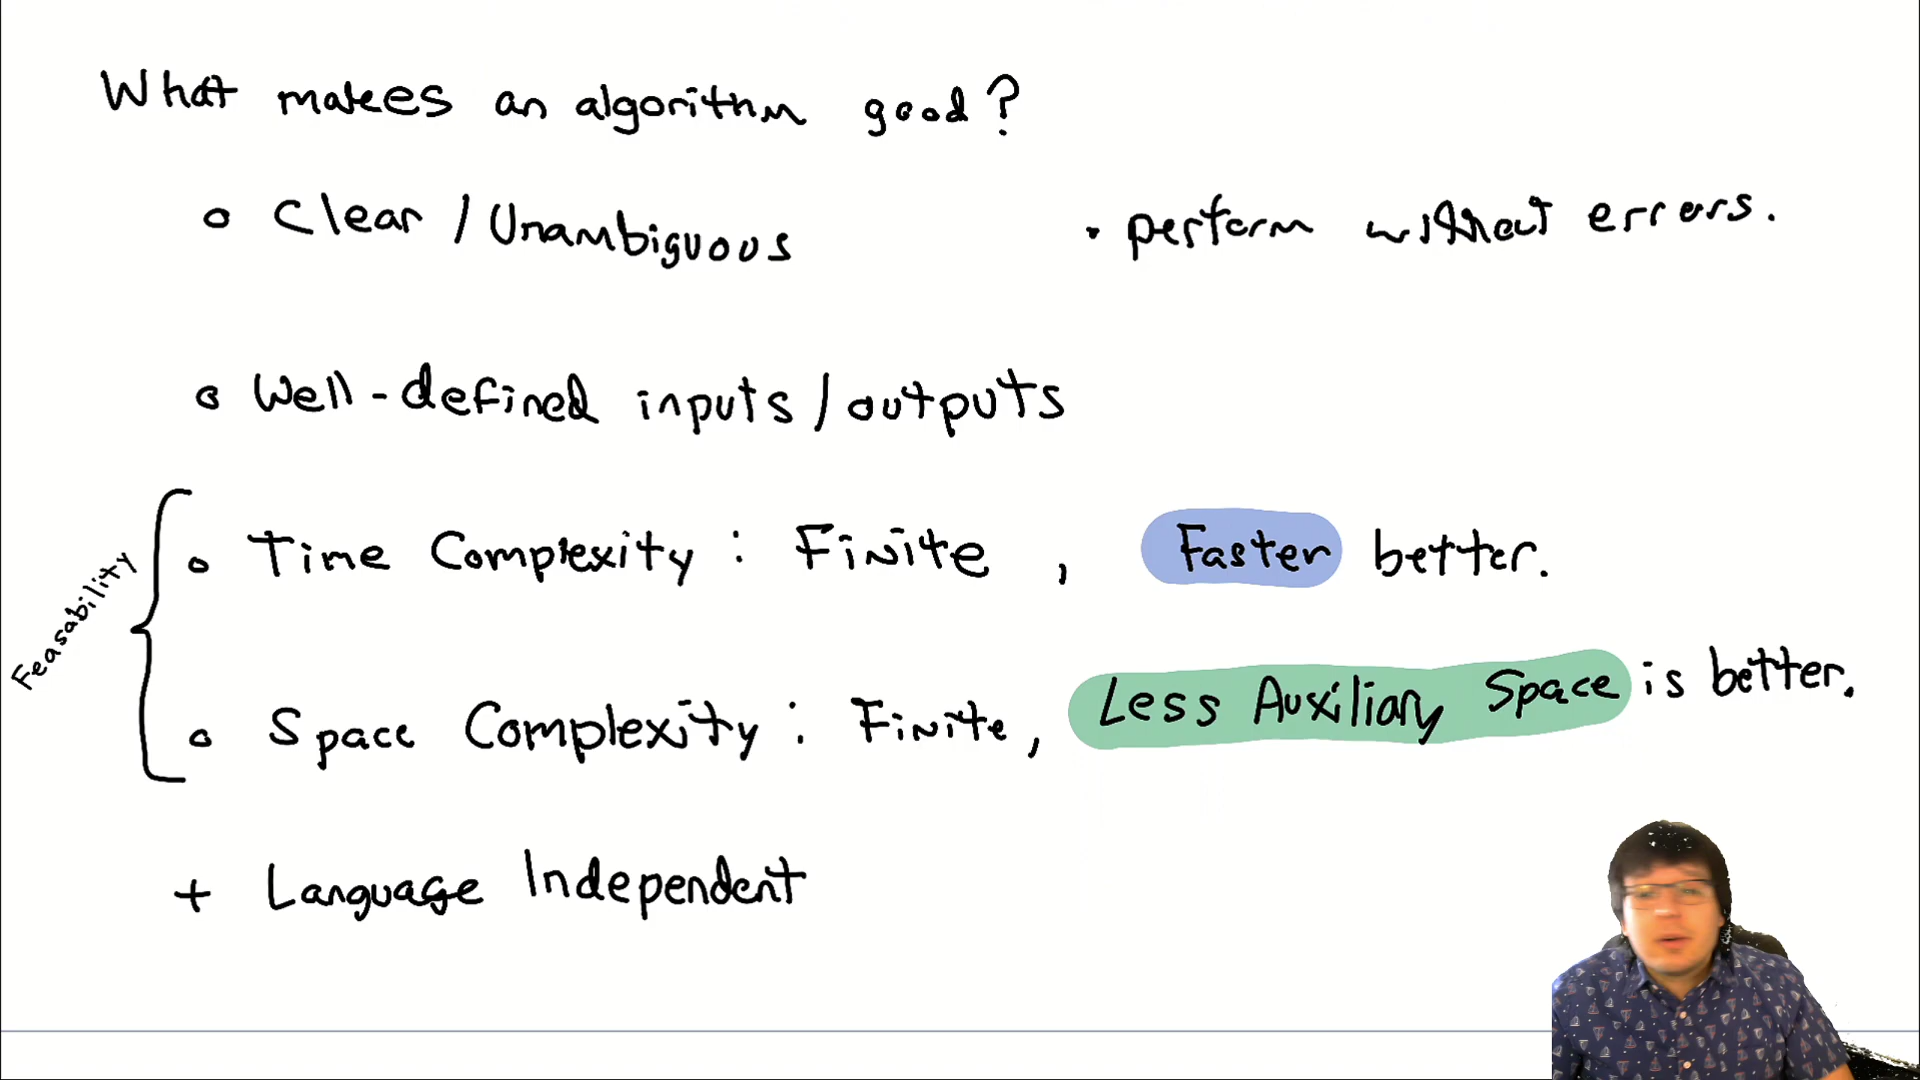 What makes an algorithm good?
o Clear / Unambiguous
• perform without errors.
o Well-defined inputs / outputs
Feasability
o Time Complexity : Finite , Faster better.
o Space Complexity : Finite, Less Auxiliary Space is better.
+ Language Independent